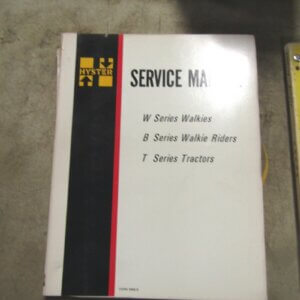 HYSTER
SERVICE MA
W Series Walkies
B Series Walkie Riders
T Series Tractors